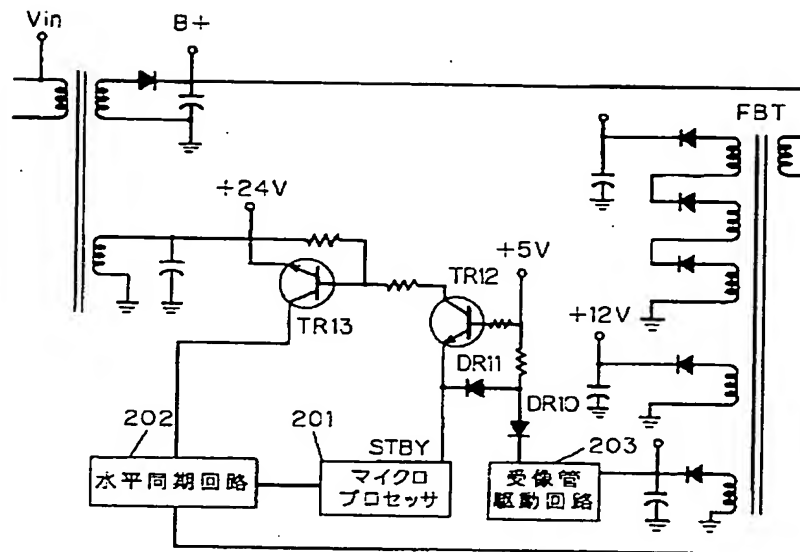 Vin
B+
FBT
+24V
+5V
TR12
+12V
TR13
DR11
DR10
202
201
STBY
203
水平同期回路
マイクロ
プロセッサ
受像管
駆動回路